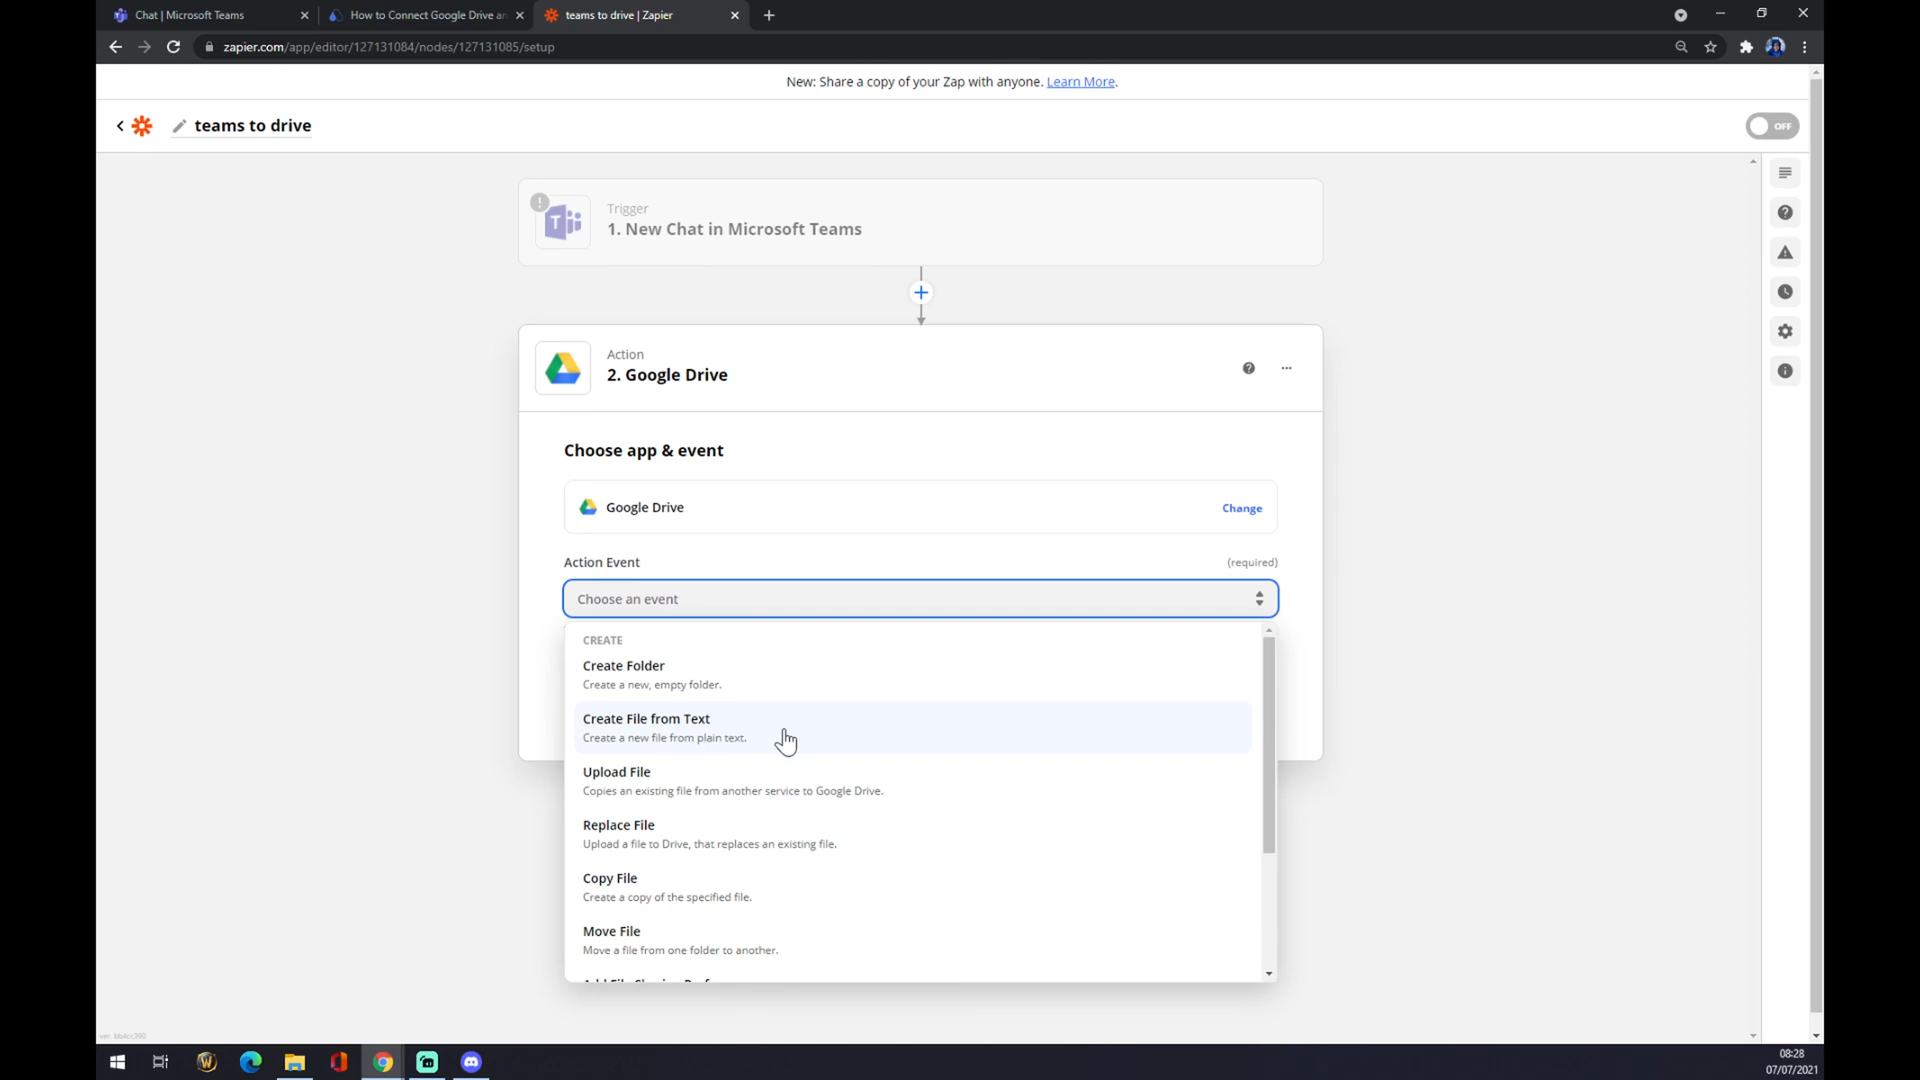 Chat | Microsoft Teams
How to Connect Google Drive an
teams to drive | Zapier
zapier.com/app/editor/127131084/nodes/127131085/setup
New: Share a copy of your Zap with anyone. Learn More.
teams to drive
OFF
Trigger
1. New Chat in Microsoft Teams
Action
2. Google Drive
Choose app & event
Google Drive
Change
Action Event
(required)
Choose an event
CREATE
Create Folder
Create a new, empty folder.
Create File from Text
Create a new file from plain text.
Upload File
Copies an existing file from another service to Google Drive.
Replace File
Upload a file to Drive, that replaces an existing file.
Copy File
Create a copy of the specified file.
Move File
Move a file from one folder to another.
08:28
07/07/2021